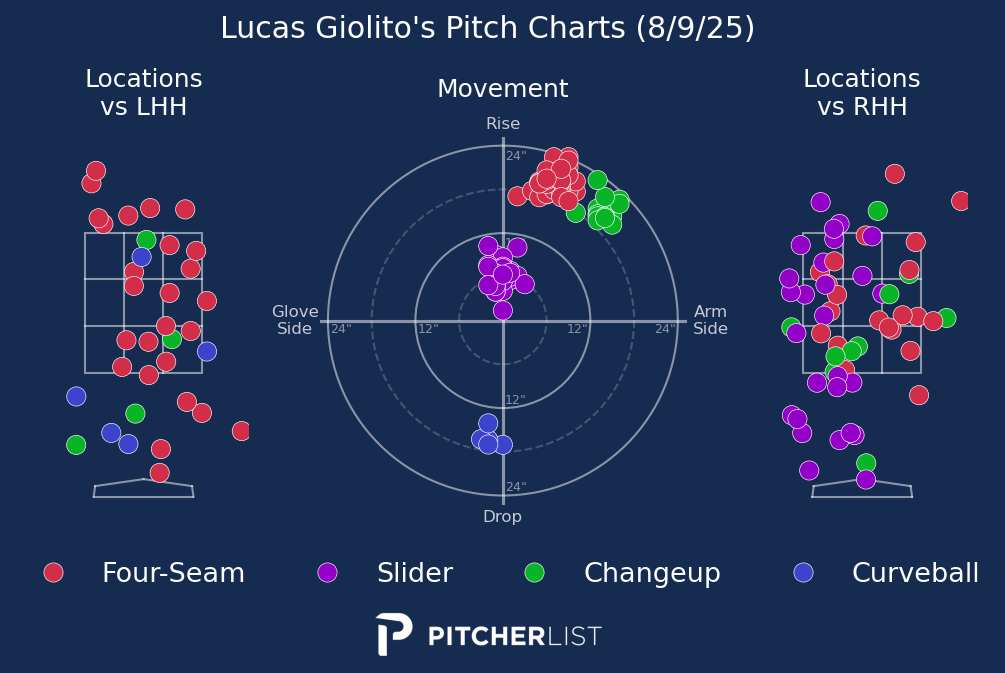 Lucas Giolito's Pitch Charts (8/9/25)
Locations
vs LHH
Movement
Locations
vs RHH
Rise
24"
Glove
Side
24"
12"
12"
24"
Arm
Side
12"
24"
Drop
Four-Seam
Slider
Changeup
Curveball
PITCHERLIST